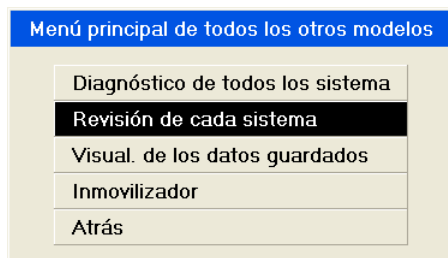 Menú principal de todos los otros modelos
Diagnóstico de todos los sistema
Revisión de cada sistema
Visual. de los datos guardados
Inmovilizador
Atrás